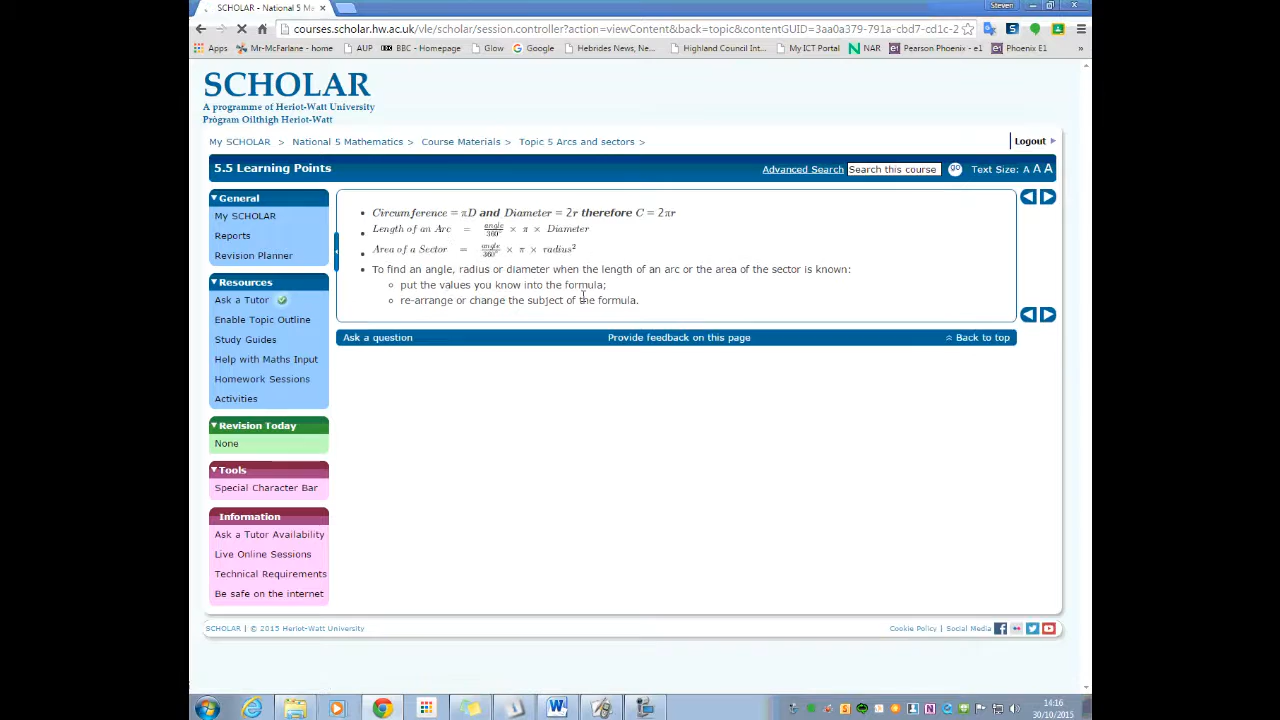 SCHOLAR - National 5 M
Steven
courses.scholar.hw.ac.uk/vle/scholar/session.controller?action=viewContent&back=topic&contentGUID=3aa0a379-791a-cbd7-cd1c-2
Apps Mr-McFarlane - home AUP BBC - Homepage Glow Google Hebrides News, Ne... Highland Council Int... My ICT Portal NAR Pearson Phoenix - e1 Phoenix E1 »
SCHOLAR
A programme of Heriot-Watt University
Prògram Oilthigh Heriot-Watt
My SCHOLAR > National 5 Mathematics > Course Materials > Topic 5 Arcs and sectors >
Logout
5.5 Learning Points
Advanced Search Search this course go Text Size: A A A
General
My SCHOLAR
Reports
Revision Planner
Resources
Ask a Tutor
Enable Topic Outline
Study Guides
Help with Maths Input
Homework Sessions
Activities
Revision Today
None
Tools
Special Character Bar
Information
Ask a Tutor Availability
Live Online Sessions
Technical Requirements
Be safe on the internet
• Circumference = πD and Diameter = 2r therefore C = 2πr
• Length of an Arc = angle/360° × π × Diameter
• Area of a Sector = angle/360° × π × radius²
• To find an angle, radius or diameter when the length of an arc or the area of the sector is known:
○ put the values you know into the formula;
○ re-arrange or change the subject of the formula.
Ask a question Provide feedback on this page Back to top
SCHOLAR | © 2015 Heriot-Watt University
Cookie Policy | Social Media
14:16
30/10/2015